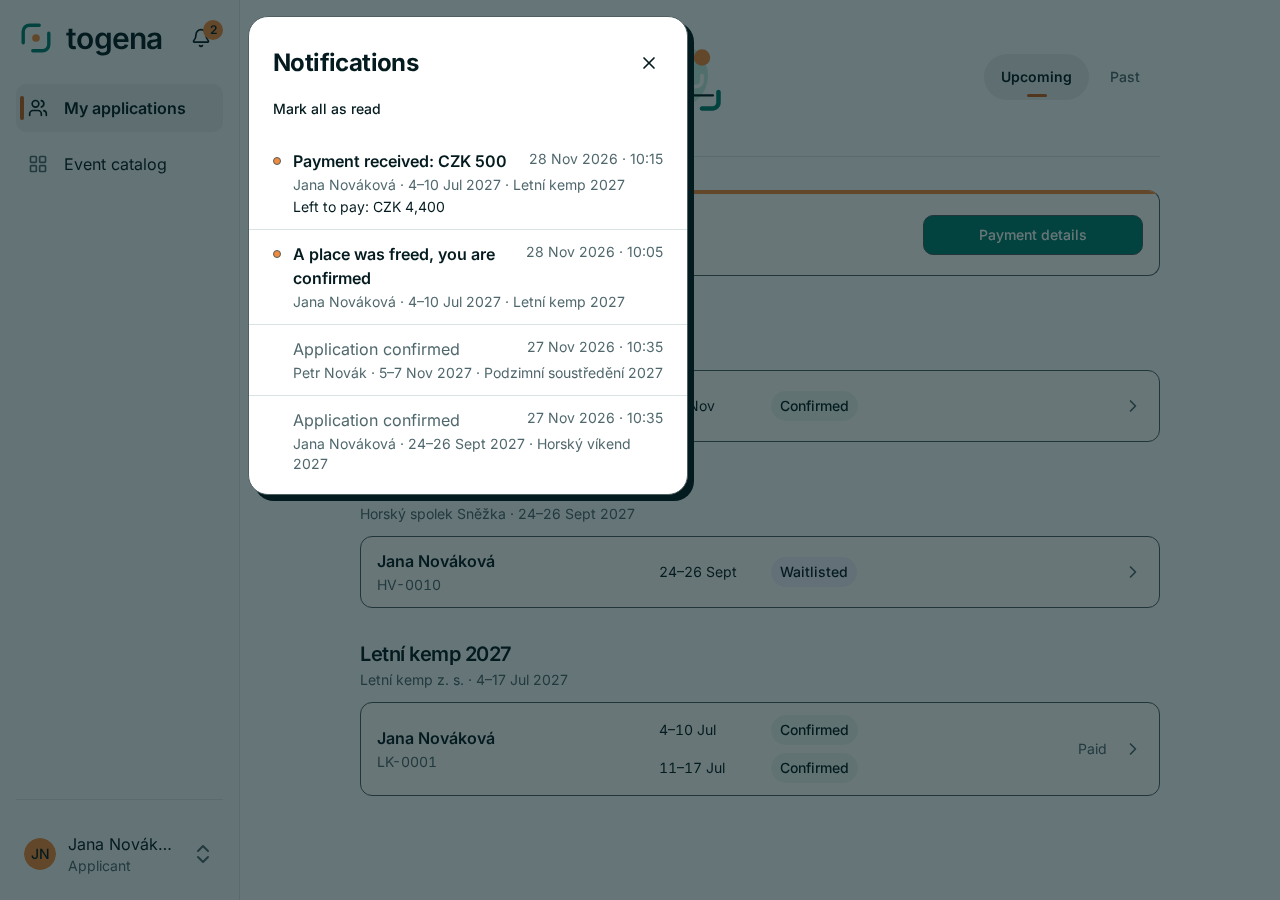 togena
2
My applications
Event catalog
Jana Novák...
Applicant
JN
Notifications
Mark all as read
Payment received: CZK 500
28 Nov 2026 · 10:15
Jana Nováková · 4–10 Jul 2027 · Letní kemp 2027
Left to pay: CZK 4,400
A place was freed, you are confirmed
28 Nov 2026 · 10:05
Jana Nováková · 4–10 Jul 2027 · Letní kemp 2027
Application confirmed
27 Nov 2026 · 10:35
Petr Novák · 5–7 Nov 2027 · Podzimní soustředění 2027
Application confirmed
27 Nov 2026 · 10:35
Jana Nováková · 24–26 Sept 2027 · Horský víkend
2027
Upcoming
Past
Payment details
Nov
Confirmed
Horský spolek Sněžka · 24–26 Sept 2027
Jana Nováková
HV-0010
24–26 Sept
Waitlisted
Letní kemp 2027
Letní kemp z. s. · 4–17 Jul 2027
Jana Nováková
LK-0001
4–10 Jul
Confirmed
11–17 Jul
Confirmed
Paid